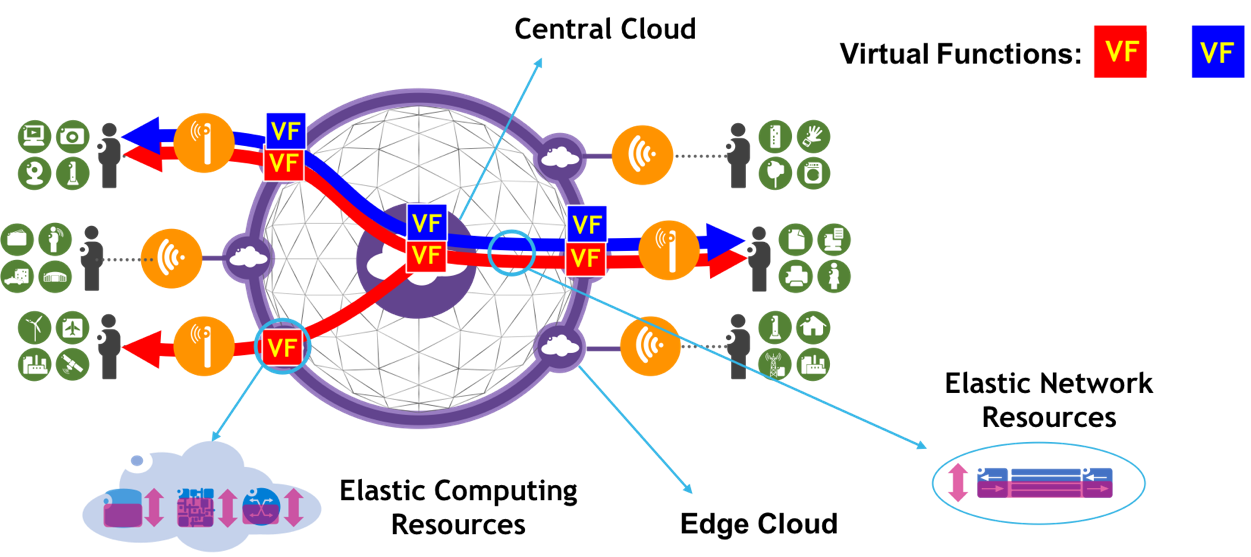 Central Cloud
Virtual Functions: VF VF
VF
VF
VF
VF
VF
VF
VF
Elastic Network
Resources
Elastic Computing
Resources
Edge Cloud